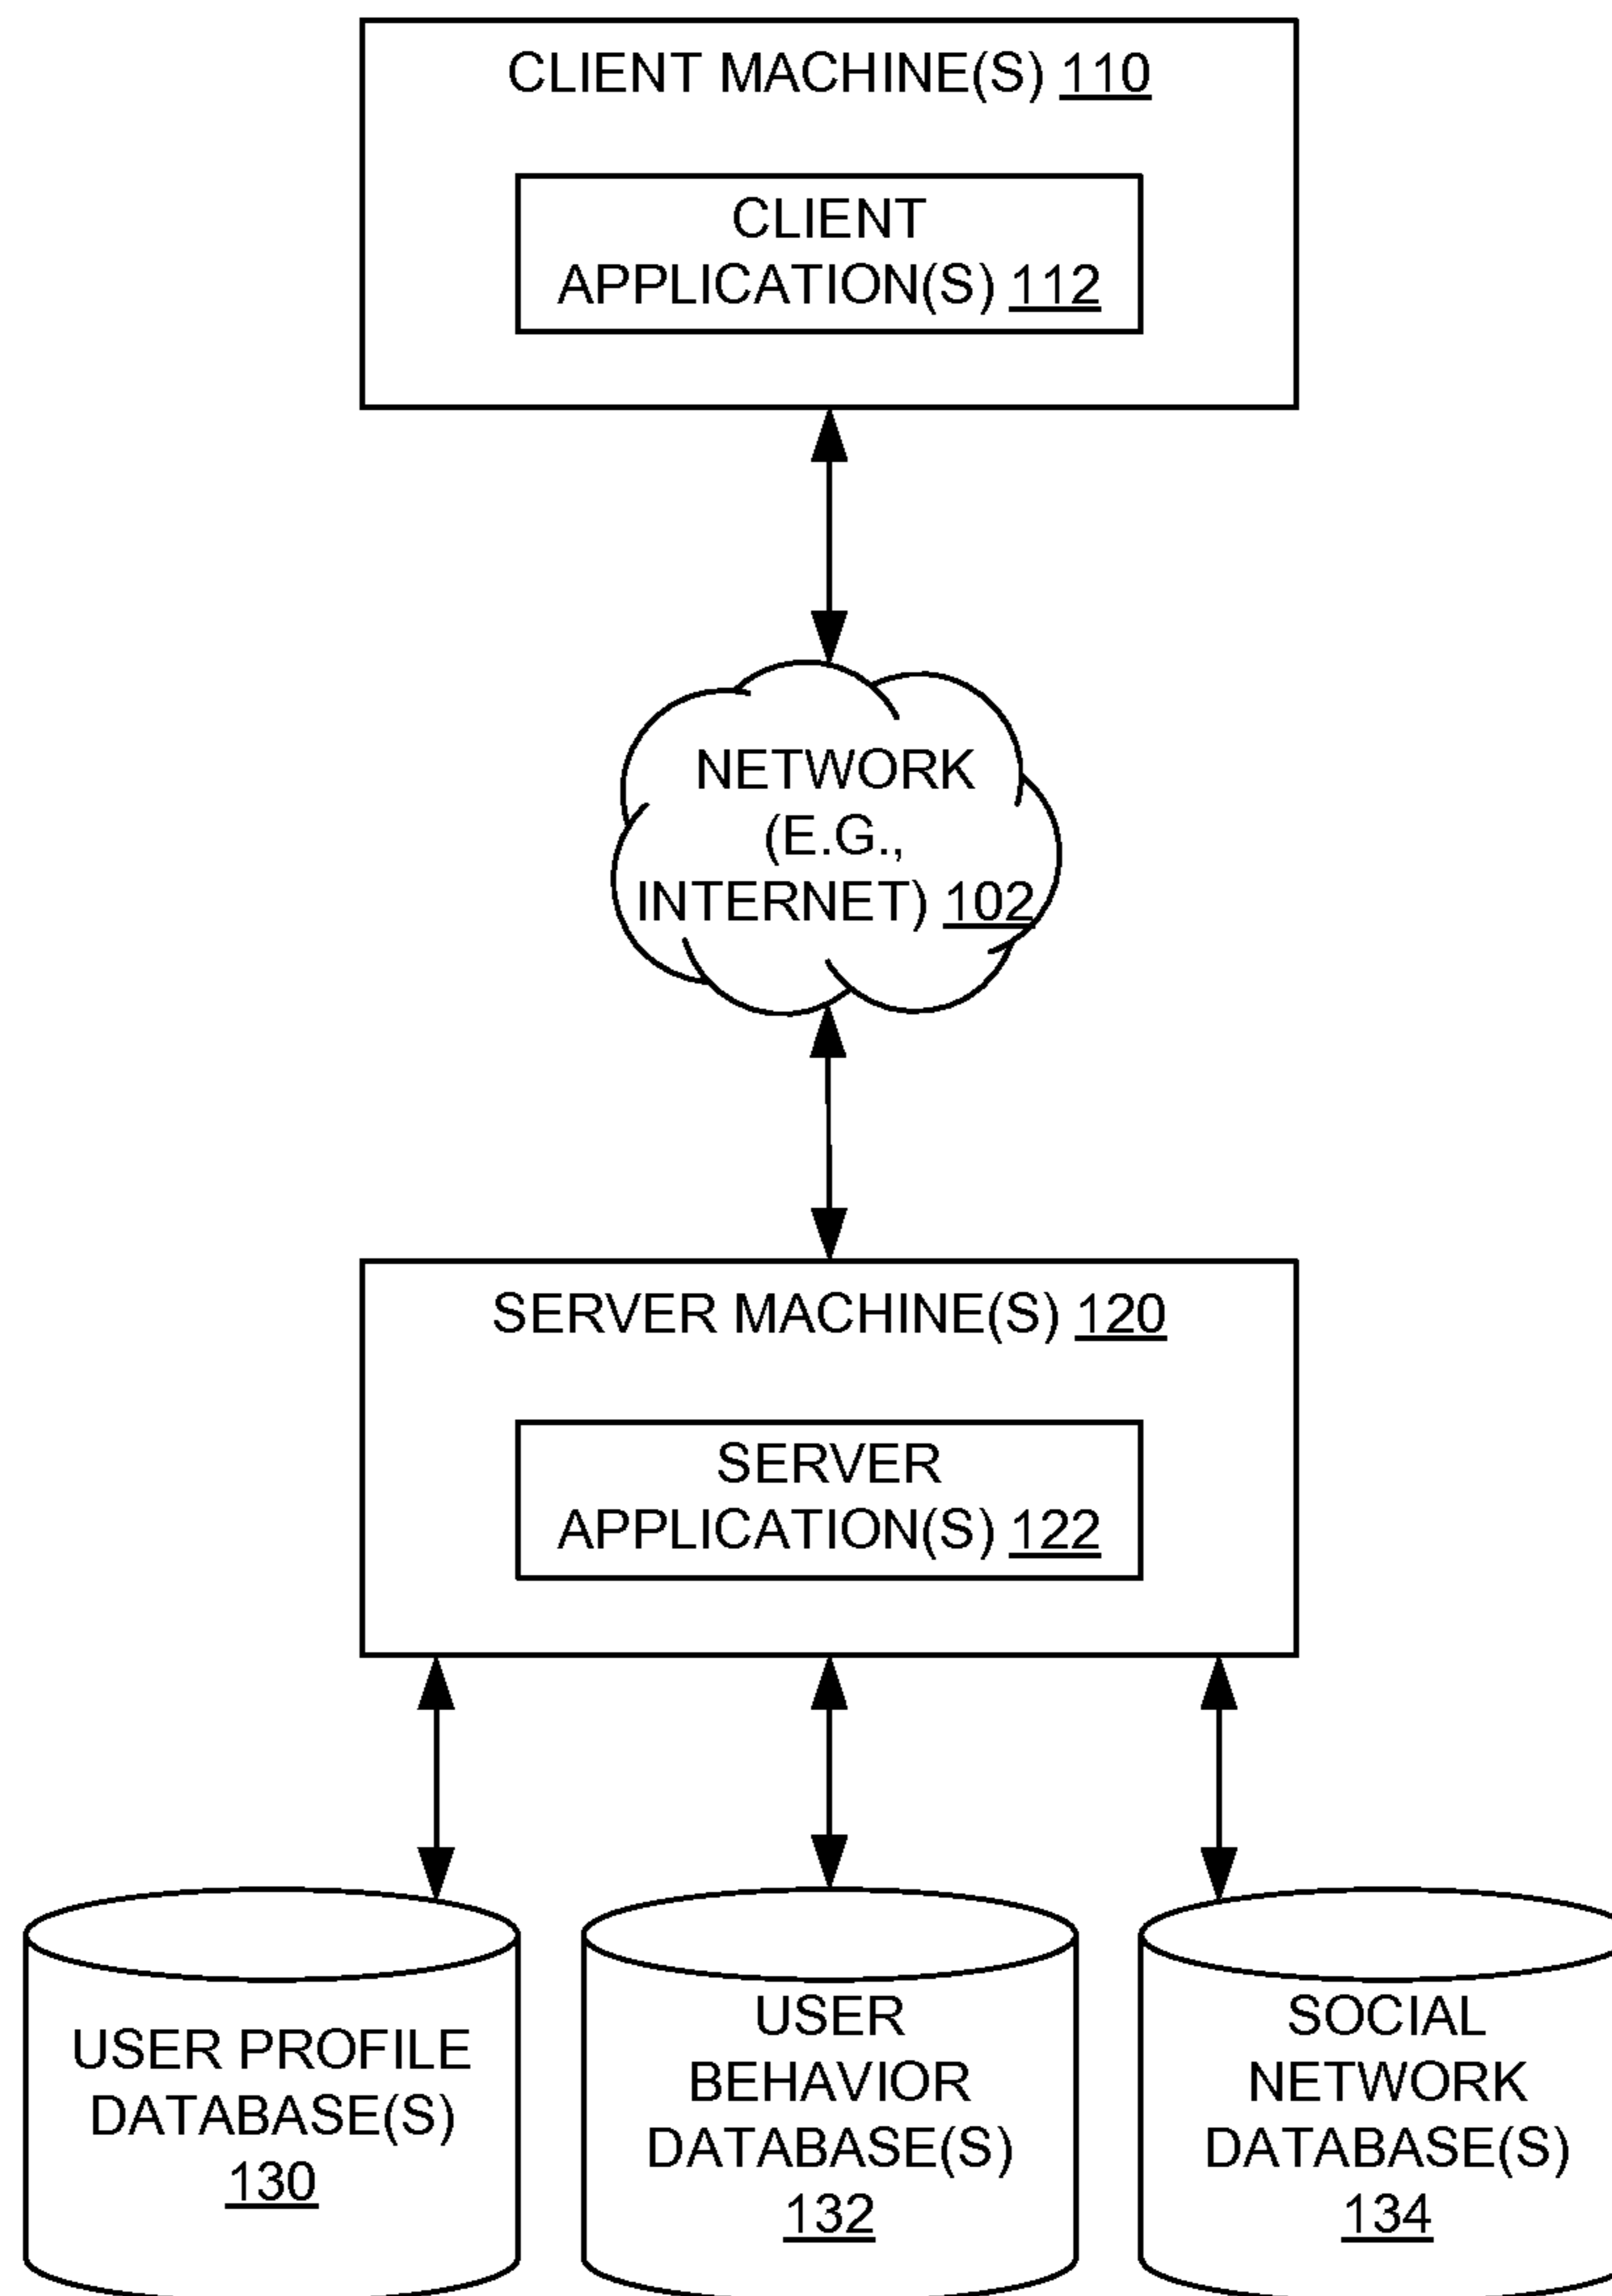 CLIENT MACHINE(S) 110
CLIENT
APPLICATION(S) 112
NETWORK
(E.G.,
INTERNET) 102
SERVER MACHINE(S) 120
SERVER
APPLICATION(S) 122
USER PROFILE
DATABASE(S)
130
USER
BEHAVIOR
DATABASE(S)
132
SOCIAL
NETWORK
DATABASE(S)
134